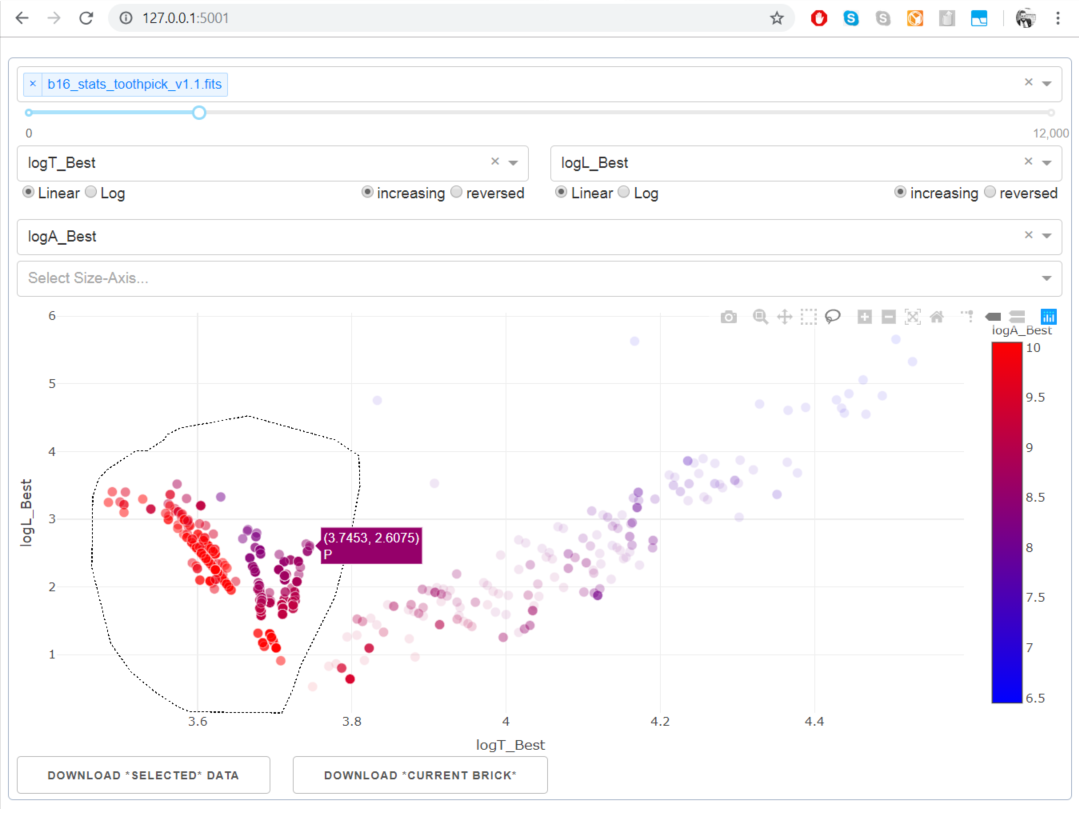 127.0.0.1:5001
× b16_stats_toothpick_v1.1.fits
0 12,000
logT_Best × logL_Best ×
Linear Log increasing reversed Linear Log increasing reversed
logA_Best ×
Select Size-Axis...
logA_Best
6
5
4
3
2
1
logL_Best
(3.7453, 2.6075)
P
10
9.5
9
8.5
8
7.5
7
6.5
3.6 3.8 4 4.2 4.4
logT_Best
DOWNLOAD *SELECTED* DATA DOWNLOAD *CURRENT BRICK*